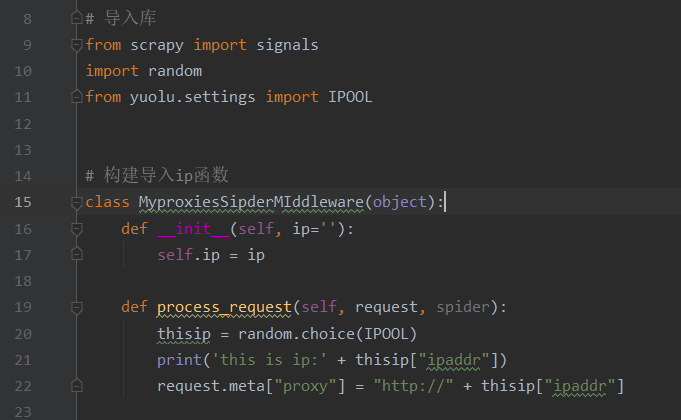 8 # 导入库
9 from scrapy import signals
10 import random
11 from yuolu.settings import IPOOL
12
13
14 # 构建导入ip函数
15 class MyproxiesSipderMIddleware(object):
16 def __init__(self, ip=''):
17 self.ip = ip
18
19 def process_request(self, request, spider):
20 thisip = random.choice(IPOOL)
21 print('this is ip:' + thisip["ipaddr"])
22 request.meta["proxy"] = "http://" + thisip["ipaddr"]
23